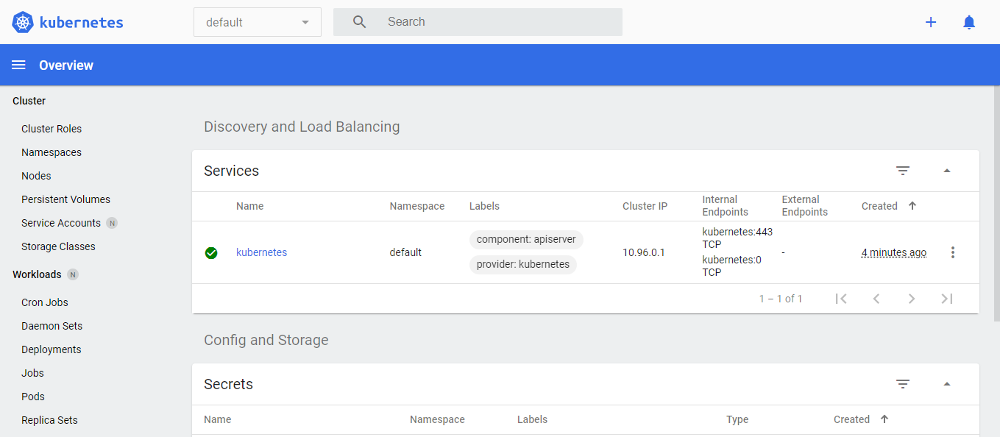 kubernetes
default
Search
Overview
Cluster
Cluster Roles
Namespaces
Nodes
Persistent Volumes
Service Accounts N
Storage Classes
Workloads N
Cron Jobs
Daemon Sets
Deployments
Jobs
Pods
Replica Sets
Discovery and Load Balancing
Services
Name Namespace Labels Cluster IP Internal Endpoints External Endpoints Created
kubernetes default component: apiserver provider: kubernetes 10.96.0.1 kubernetes:443 TCP kubernetes:0 TCP - 4 minutes ago
1 – 1 of 1
Config and Storage
Secrets
Name Namespace Labels Type Created